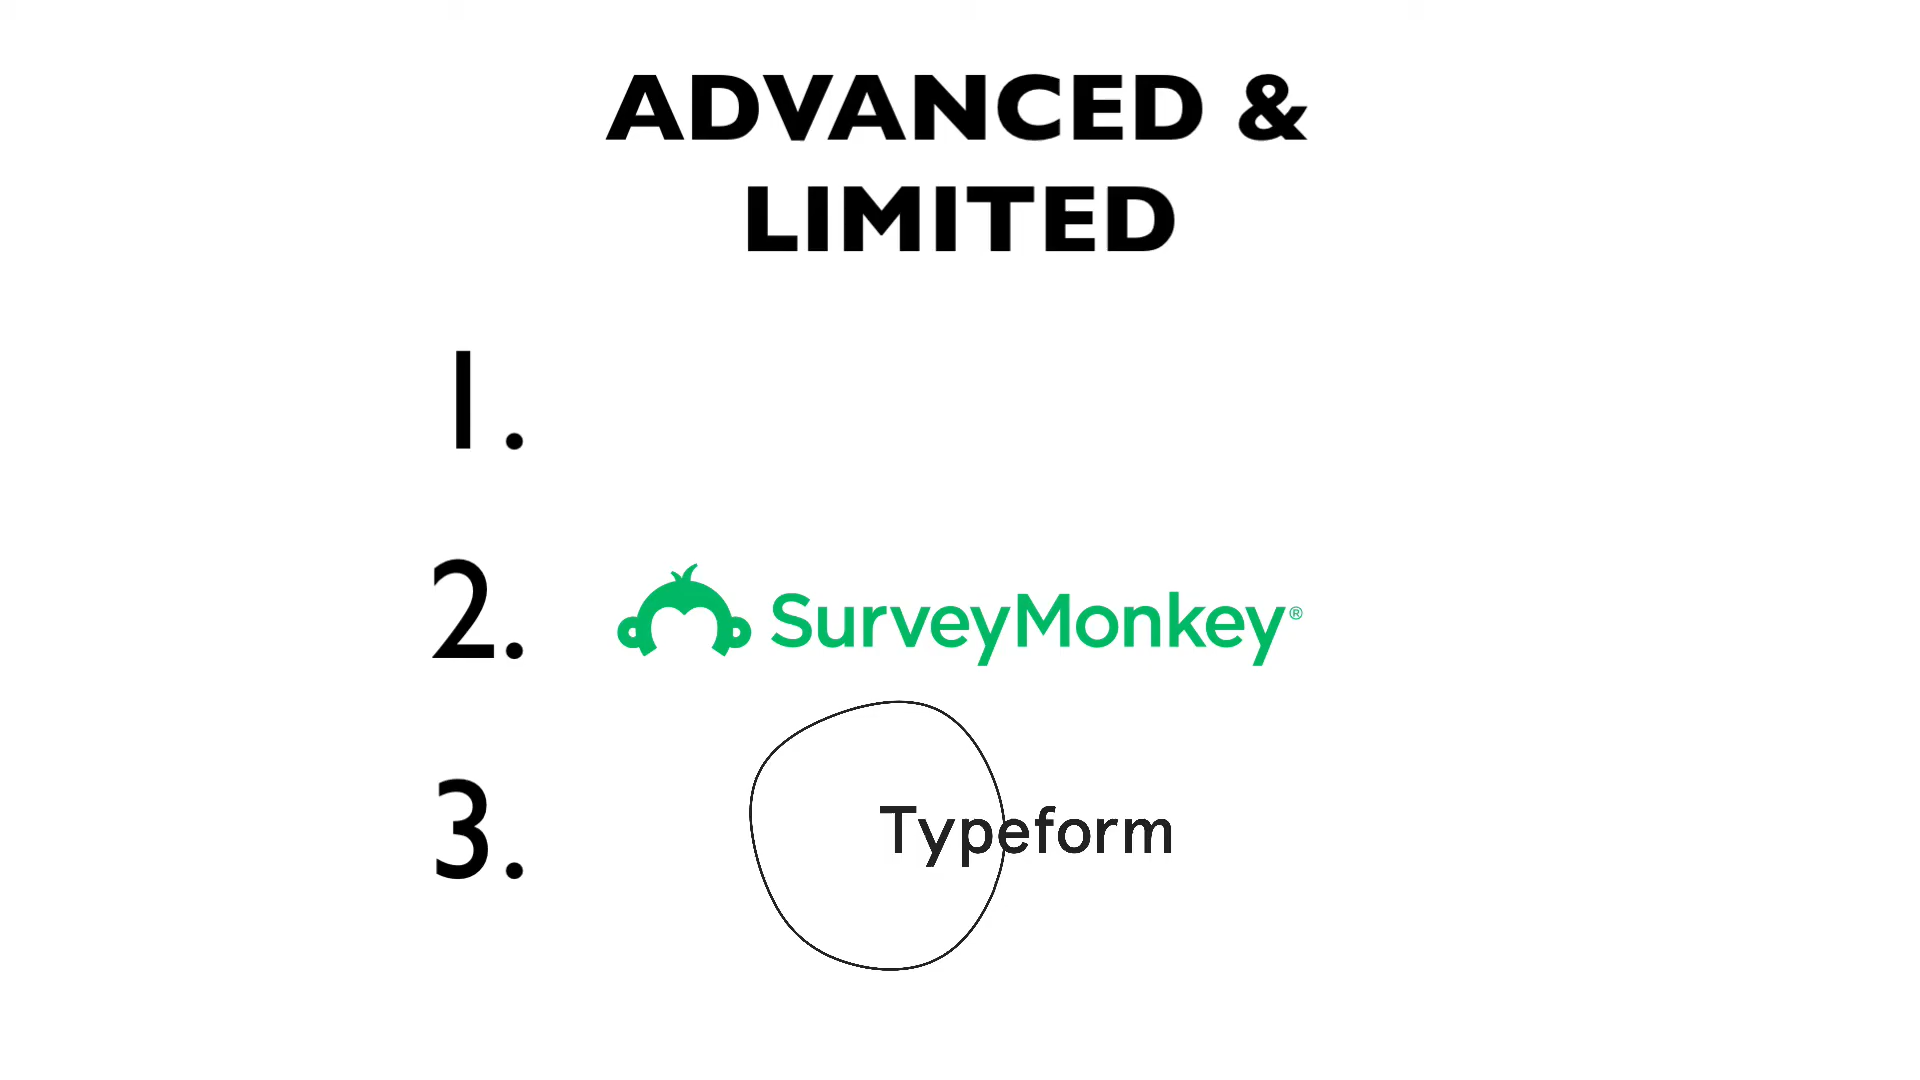 ADVANCED &
LIMITED
1.
2. SurveyMonkey®
3. Typeform